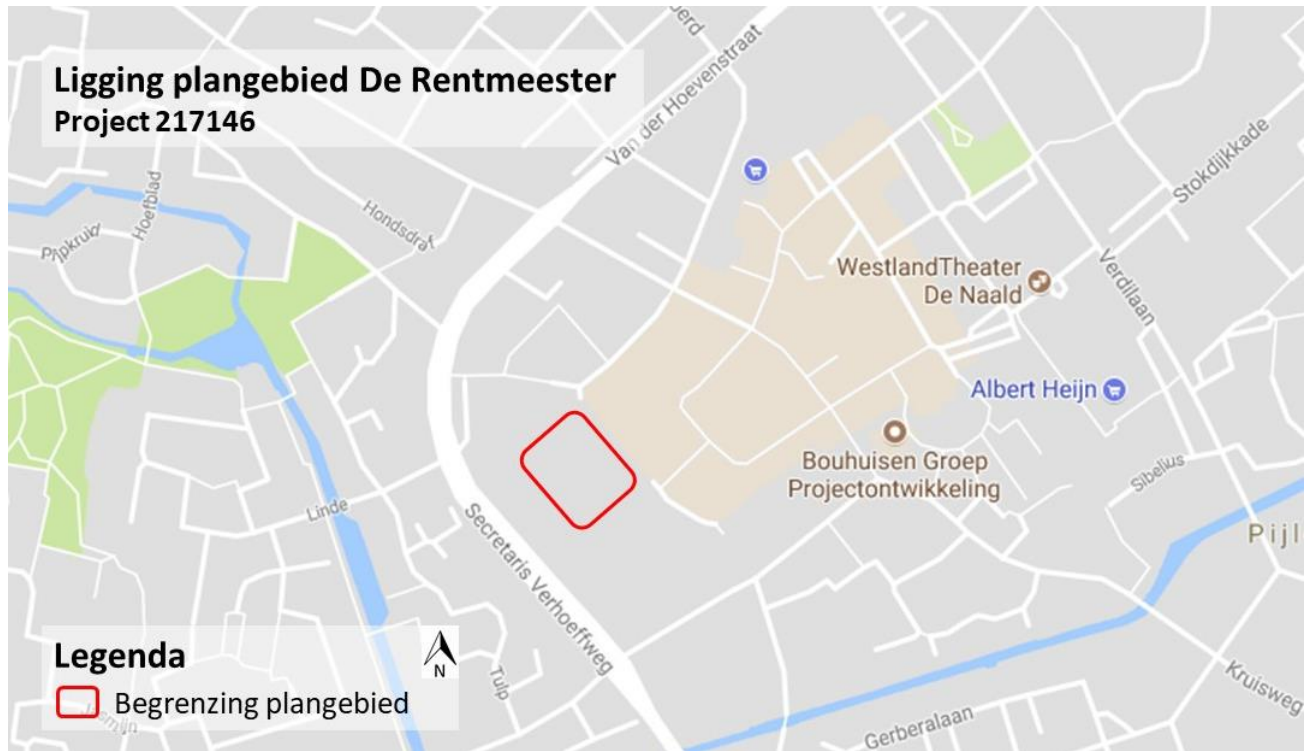 Ligging plangebied De Rentmeester
Project 217146
Van der Hoevenstraat
Hoefblad
Pijpkruid
Hondsdraf
Stokdijkkade
WestlandTheater
De Naald
Verdilaan
Albert Heijn
Bouhuisen Groep
Projectontwikkeling
Sibelius
Linde
Secretaris Verhoeffweg
Pijl
Tulp
Kruisweg
Gerberalaan
Legenda
N
Begrenzing plangebied